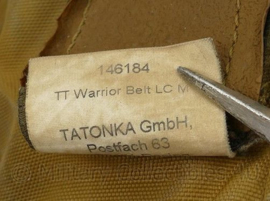 146184
TT Warrior Belt LC M
TATONKA GmbH,
Postfach 63